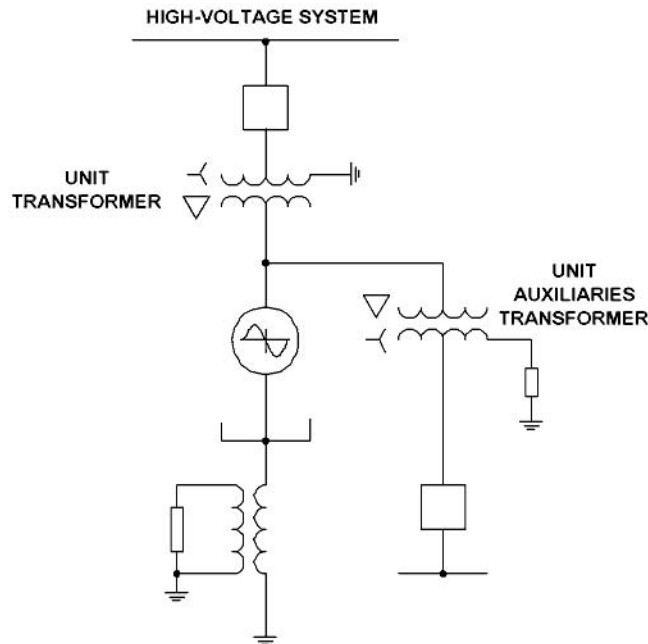 HIGH-VOLTAGE SYSTEM
UNIT
TRANSFORMER
UNIT
AUXILIARIES
TRANSFORMER